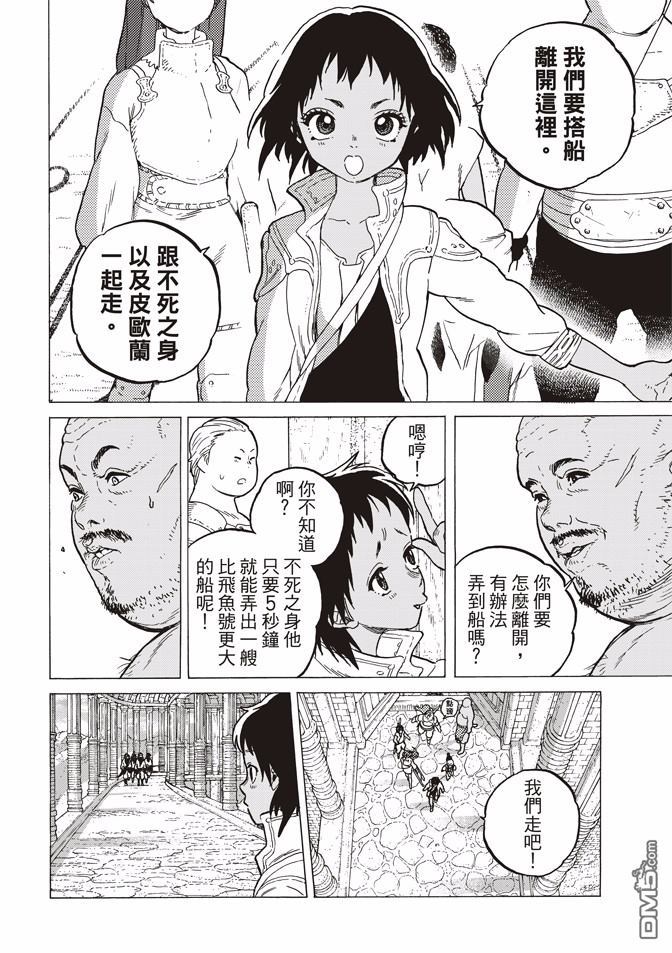 我們要搭船
離開這裡。
跟不死之身
以及皮歐蘭
一起走。
你們要
怎麼離開，
有辦法
弄到船嗎？
嗯哼！
你不知道
啊？
不死之身他
只要5秒鐘
就能弄出一艘
比飛魚號更大
的船呢！
點頭
我們走吧！
DM5.com